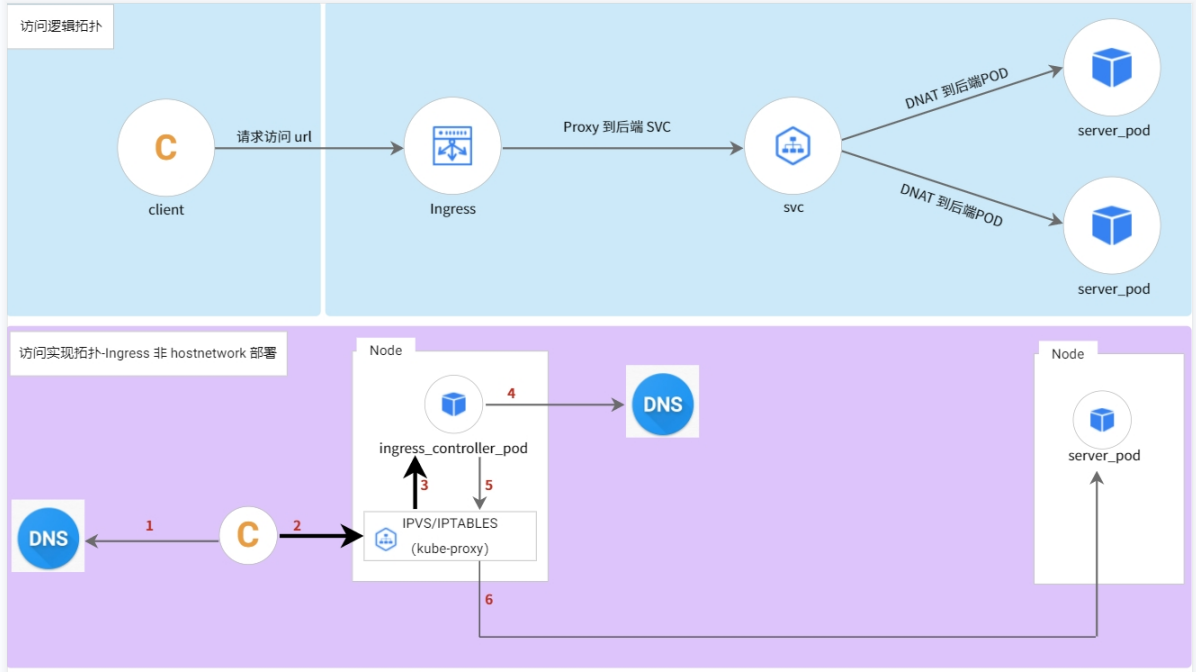 访问逻辑拓扑
C
client
请求访问 url
Ingress
Proxy 到后端 SVC
svc
DNAT 到后端POD
server_pod
DNAT 到后端POD
server_pod
访问实现拓扑-Ingress 非 hostnetwork 部署
Node
ingress_controller_pod
4
DNS
3
5
IPVS/IPTABLES
（kube-proxy）
DNS
1
C
2
6
Node
server_pod